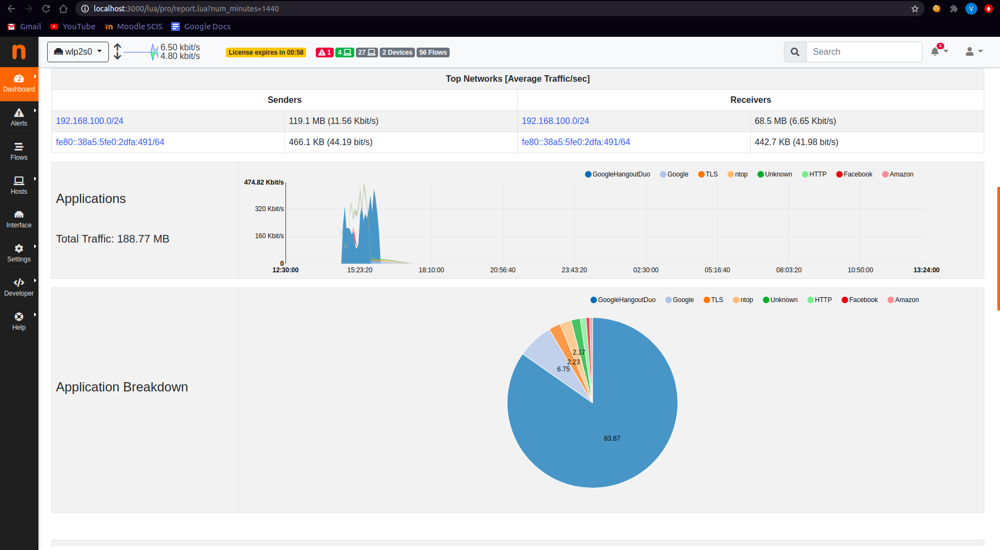 localhost:3000/lua/pro/report.lua?num_minutes=1440
V
Gmail YouTube Moodle SCIS Google Docs
n
wlp2s0
6.50 kbit/s
4.80 kbit/s
License expires in 00:58 1 4 27 2 Devices 56 Flows
Search
3
Dashboard
Alerts
Flows
Hosts
Interface
Settings
Developer
Help
Top Networks [Average Traffic/sec]
Senders Receivers
192.168.100.0/24 119.1 MB (11.56 Kbit/s) 192.168.100.0/24 68.5 MB (6.65 Kbit/s)
fe80::38a5:5fe0:2dfa:491/64 466.1 KB (44.19 bit/s) fe80::38a5:5fe0:2dfa:491/64 442.7 KB (41.98 bit/s)
Applications
Total Traffic: 188.77 MB
GoogleHangoutDuo Google TLS ntop Unknown HTTP Facebook Amazon
474.82 Kbit/s
320 Kbit/s
160 Kbit/s
0
12:30:00 15:23:20 18:10:00 20:56:40 23:43:20 02:30:00 05:16:40 08:03:20 10:50:00 13:24:00
Application Breakdown
GoogleHangoutDuo Google TLS ntop Unknown HTTP Facebook Amazon
2.17
2.23
6.75
83.87